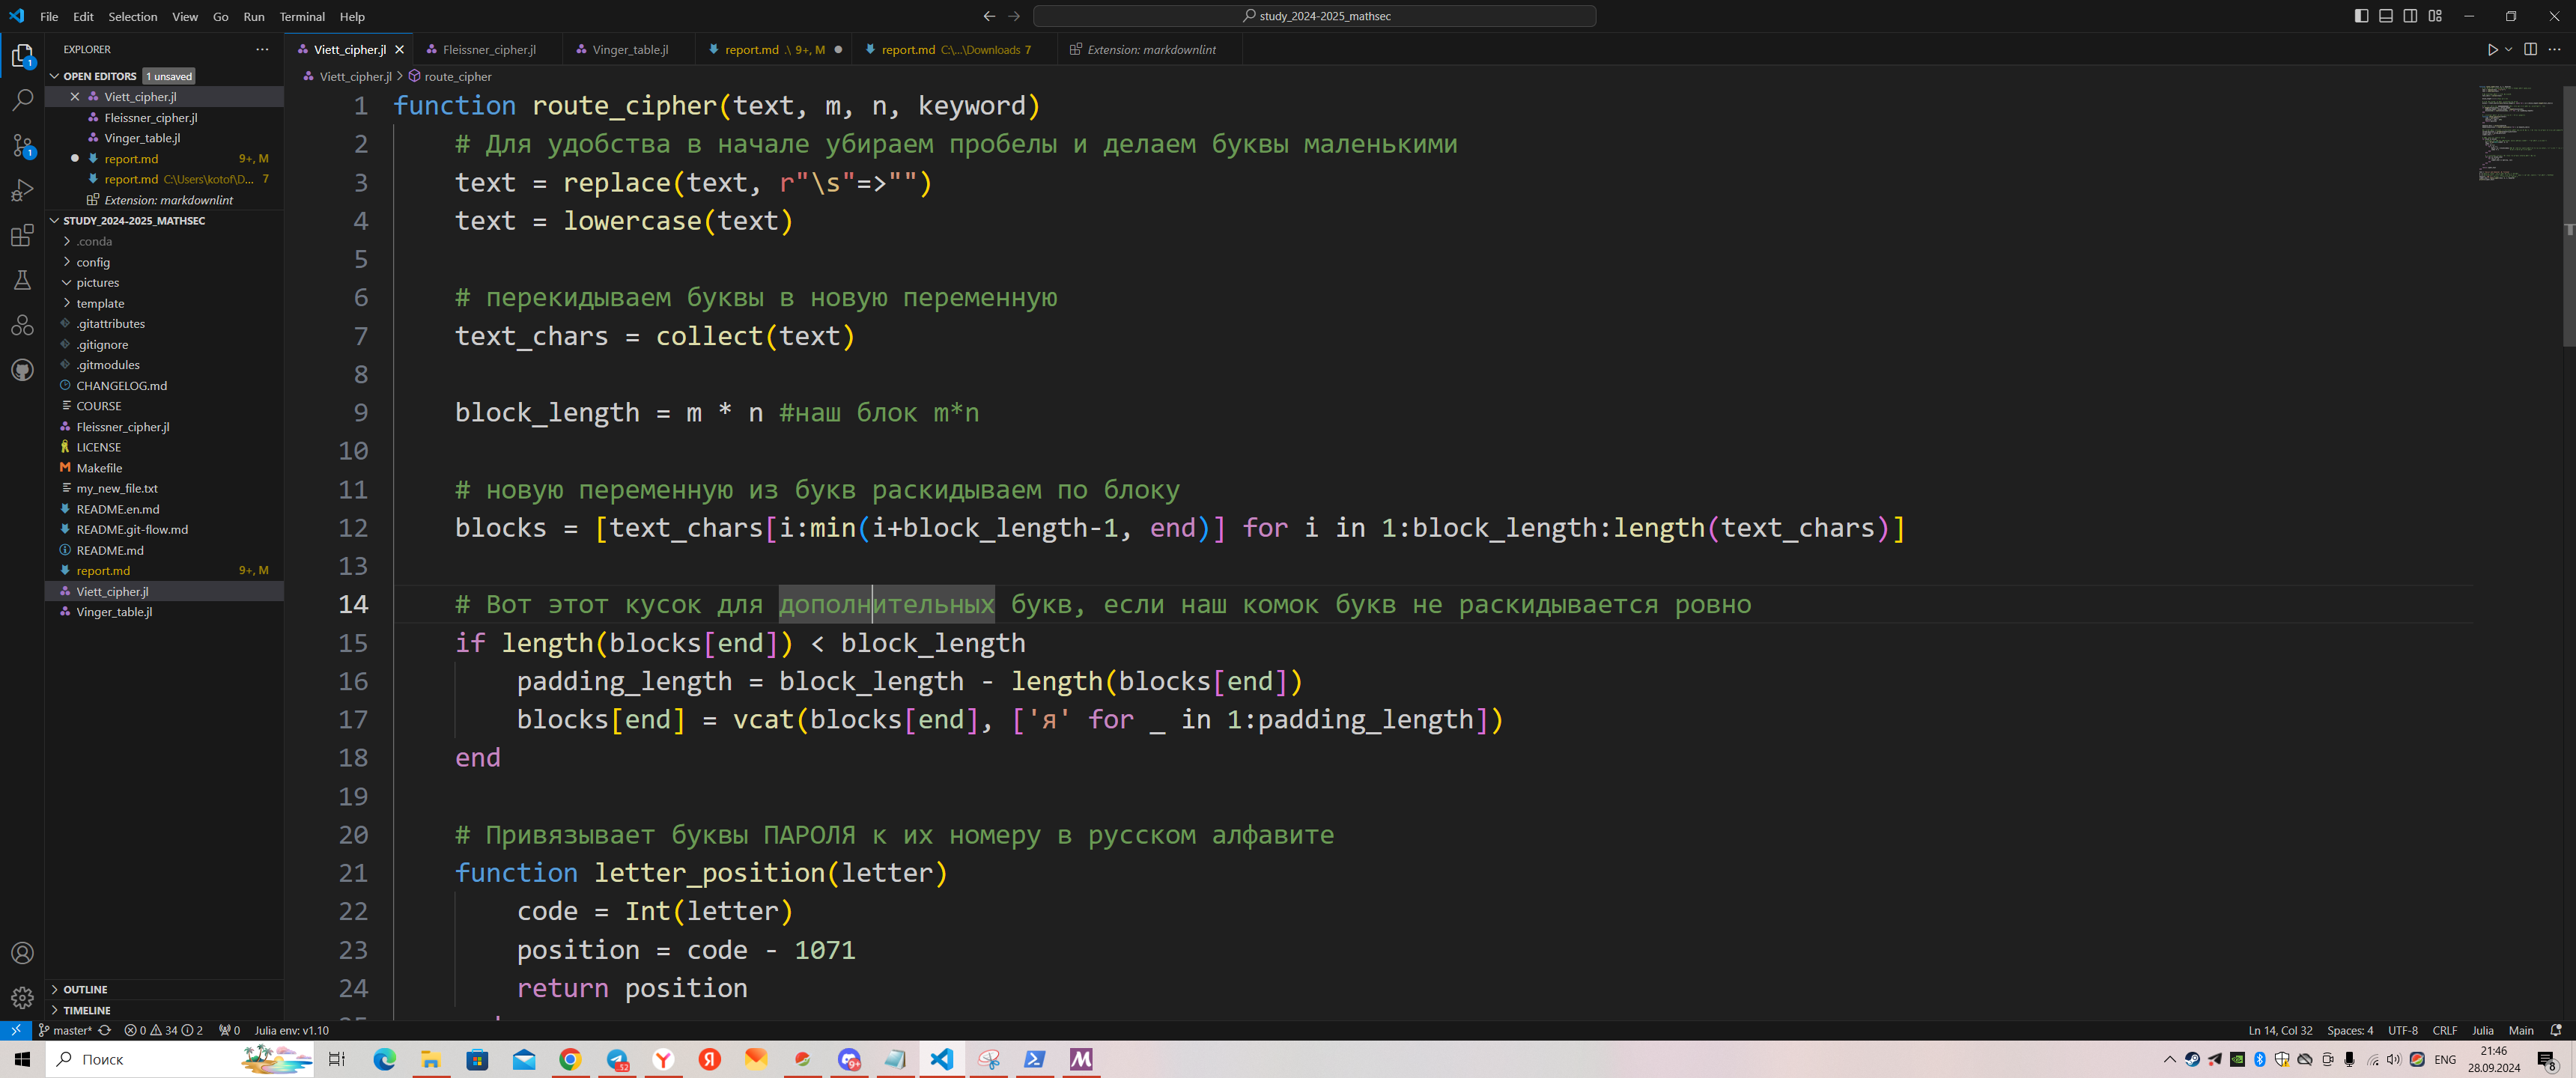 File Edit Selection View Go Run Terminal Help
study_2024-2025_mathsec
EXPLORER
OPEN EDITORS 1 unsaved
Viett_cipher.jl
Fleissner_cipher.jl
Vinger_table.jl
report.md 9+, M
report.md C:\Users\kotof\D... 7
Extension: markdownlint
STUDY_2024-2025_MATHSEC
.conda
config
pictures
template
.gitattributes
.gitignore
.gitmodules
CHANGELOG.md
COURSE
Fleissner_cipher.jl
LICENSE
Makefile
my_new_file.txt
README.en.md
README.git-flow.md
README.md
report.md 9+, M
Viett_cipher.jl
Vinger_table.jl
OUTLINE
TIMELINE
Viett_cipher.jl Fleissner_cipher.jl Vinger_table.jl report.md .\ 9+, M report.md C:\...\Downloads 7 Extension: markdownlint
Viett_cipher.jl > route_cipher
1 function route_cipher(text, m, n, keyword)
2 # Для удобства в начале убираем пробелы и делаем буквы маленькими
3 text = replace(text, r"\s"=>"")
4 text = lowercase(text)
5
6 # перекидываем буквы в новую переменную
7 text_chars = collect(text)
8
9 block_length = m * n #наш блок m*n
10
11 # новую переменную из букв раскидываем по блоку
12 blocks = [text_chars[i:min(i+block_length-1, end)] for i in 1:block_length:length(text_chars)]
13
14 # Вот этот кусок для дополнительных букв, если наш комок букв не раскидывается ровно
15 if length(blocks[end]) < block_length
16 padding_length = block_length - length(blocks[end])
17 blocks[end] = vcat(blocks[end], ['я' for _ in 1:padding_length])
18 end
19
20 # Привязывает буквы ПАРОЛЯ к их номеру в русском алфавите
21 function letter_position(letter)
22 code = Int(letter)
23 position = code - 1071
24 return position
master* 0 34 2 0 Julia env: v1.10
Ln 14, Col 32 Spaces: 4 UTF-8 CRLF Julia Main
Поиск
ENG
21:46
28.09.2024